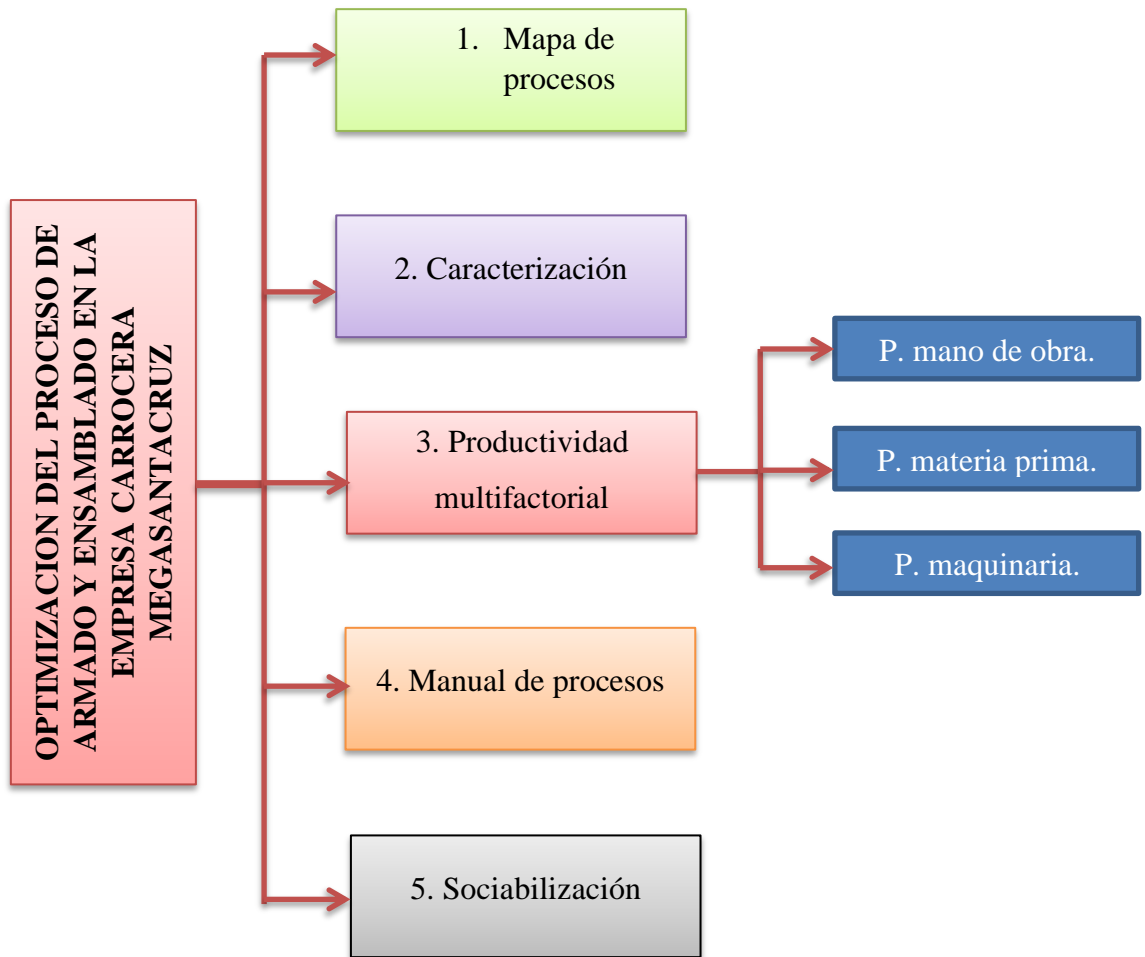 OPTIMIZACION DEL PROCESO DE
ARMADO Y ENSAMBLADO EN LA
EMPRESA CARROCERA
MEGASANTACRUZ
1. Mapa de
procesos
2. Caracterización
3. Productividad
multifactorial
P. mano de obra.
P. materia prima.
P. maquinaria.
4. Manual de procesos
5. Sociabilización